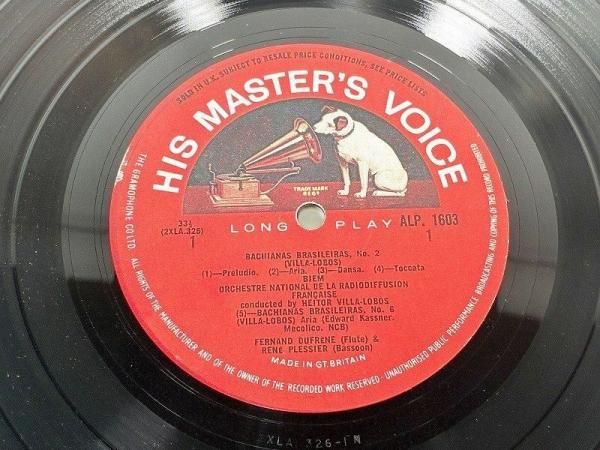 SOLD IN U.K. SUBJECT TO RESALE PRICE CONDITIONS, SEE PRICE LISTS
HIS MASTER'S VOICE
TRADE MARK
REGD
LONG PLAY
33⅓
(2XLA.326)
1
ALP. 1603
1
BACHIANAS BRASILEIRAS, No. 2
(VILLA-LOBOS)
(1)—Preludio. (2)—Aria. (3)—Dansa. (4)—Toccata
BIEM
ORCHESTRE NATIONAL DE LA RADIODIFFUSION
FRANÇAISE
conducted by HEITOR VILLA-LOBOS
(5)—BACHIANAS BRASILEIRAS, No. 6
(VILLA-LOBOS) Aria (Edward Kassner.
Mecolico. NCB)
FERNAND DUFRENE (Flute) &
RENE PLESSIER (Bassoon)
MADE IN GT BRITAIN
THE GRAMOPHONE CO LTD. ALL RIGHTS OF THE MANUFACTURER AND OF THE OWNER OF THE RECORDED WORK RESERVED · UNAUTHORISED PUBLIC PERFORMANCE BROADCASTING AND COPYING OF THIS RECORD PROHIBITED
XLA 326-1N